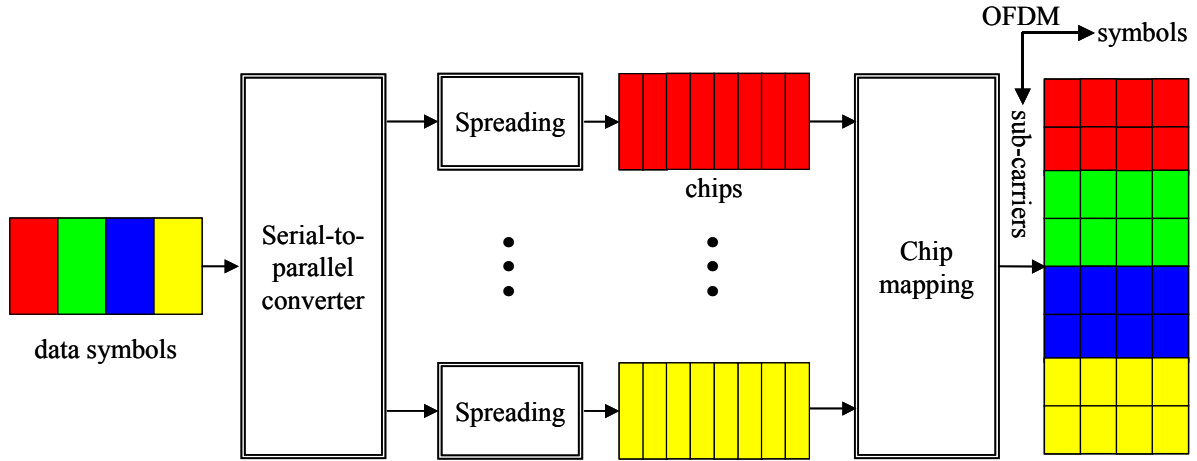 OFDM
symbols
Spreading
chips
sub-carriers
Serial-to-
parallel
converter
data symbols
Chip
mapping
Spreading